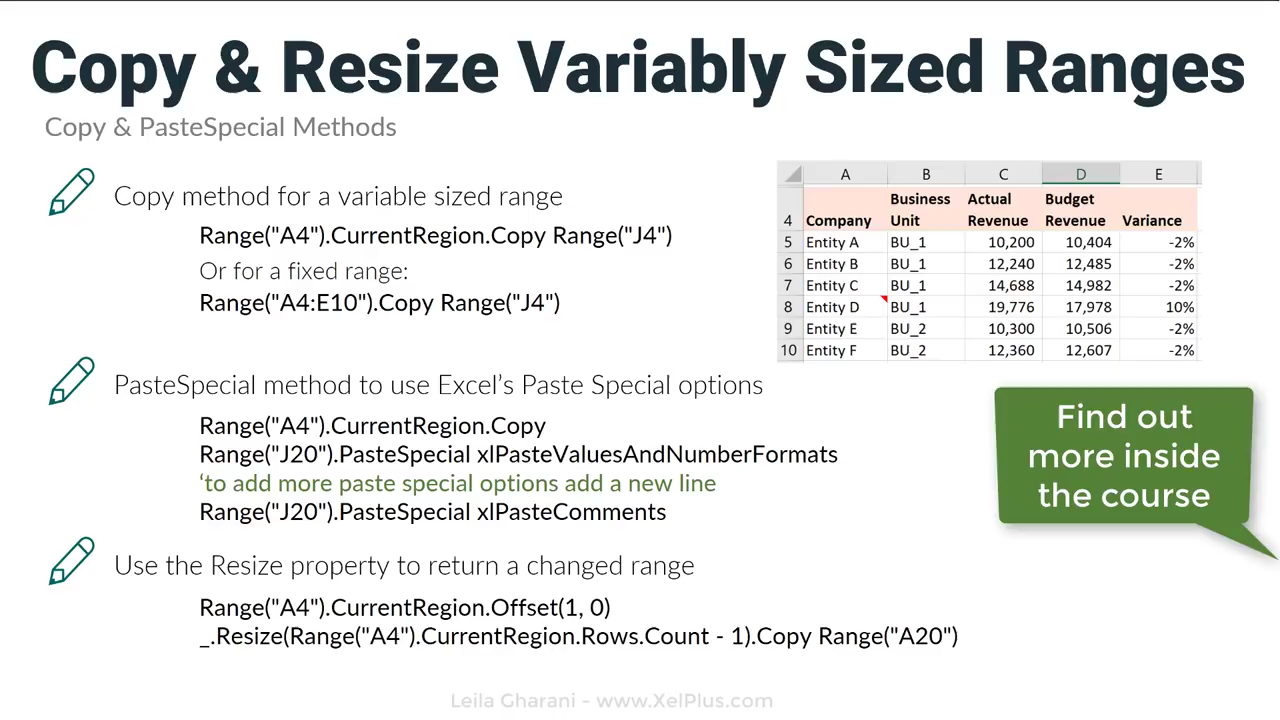 Copy & Resize Variably Sized Ranges
Copy & PasteSpecial Methods
Copy method for a variable sized range
Range("A4").CurrentRegion.Copy Range("J4")
Or for a fixed range:
Range("A4:E10").Copy Range("J4")
A B C D E
4 Company Business Unit Actual Revenue Budget Revenue Variance
5 Entity A BU_1 10,200 10,404 -2%
6 Entity B BU_1 12,240 12,485 -2%
7 Entity C BU_1 14,688 14,982 -2%
8 Entity D BU_1 19,776 17,978 10%
9 Entity E BU_2 10,300 10,506 -2%
10 Entity F BU_2 12,360 12,607 -2%
PasteSpecial method to use Excel’s Paste Special options
Range("A4").CurrentRegion.Copy
Range("J20").PasteSpecial xlPasteValuesAndNumberFormats
‘to add more paste special options add a new line
Range("J20").PasteSpecial xlPasteComments
Find out
more inside
the course
Use the Resize property to return a changed range
Range("A4").CurrentRegion.Offset(1, 0)
_.Resize(Range("A4").CurrentRegion.Rows.Count - 1).Copy Range("A20")
Leila Gharani - www.XelPlus.com